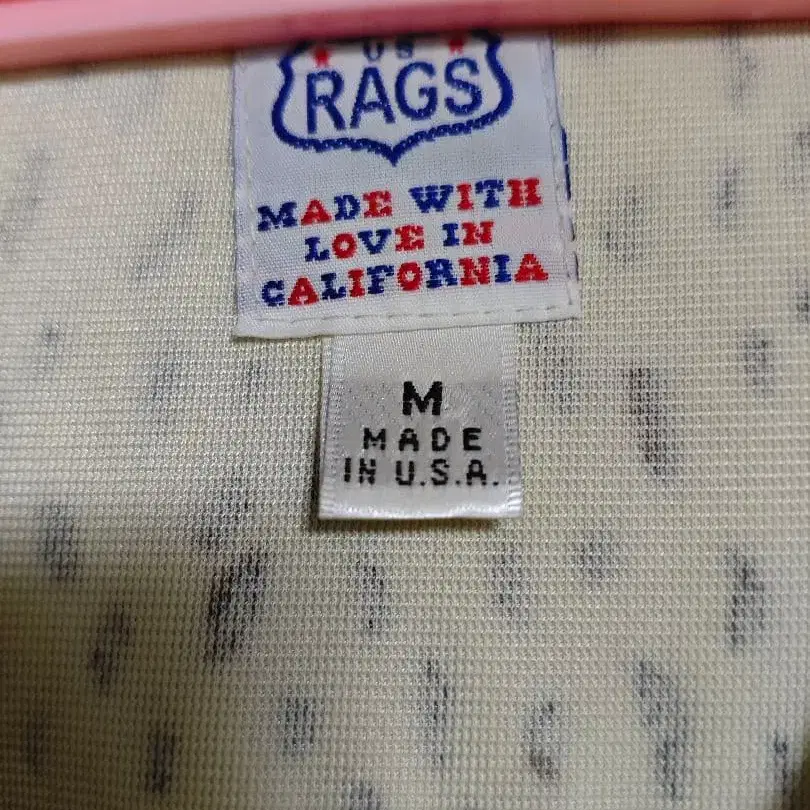 US
RAGS
MADE WITH
LOVE IN
CALIFORNIA
M
MADE
IN U.S.A.